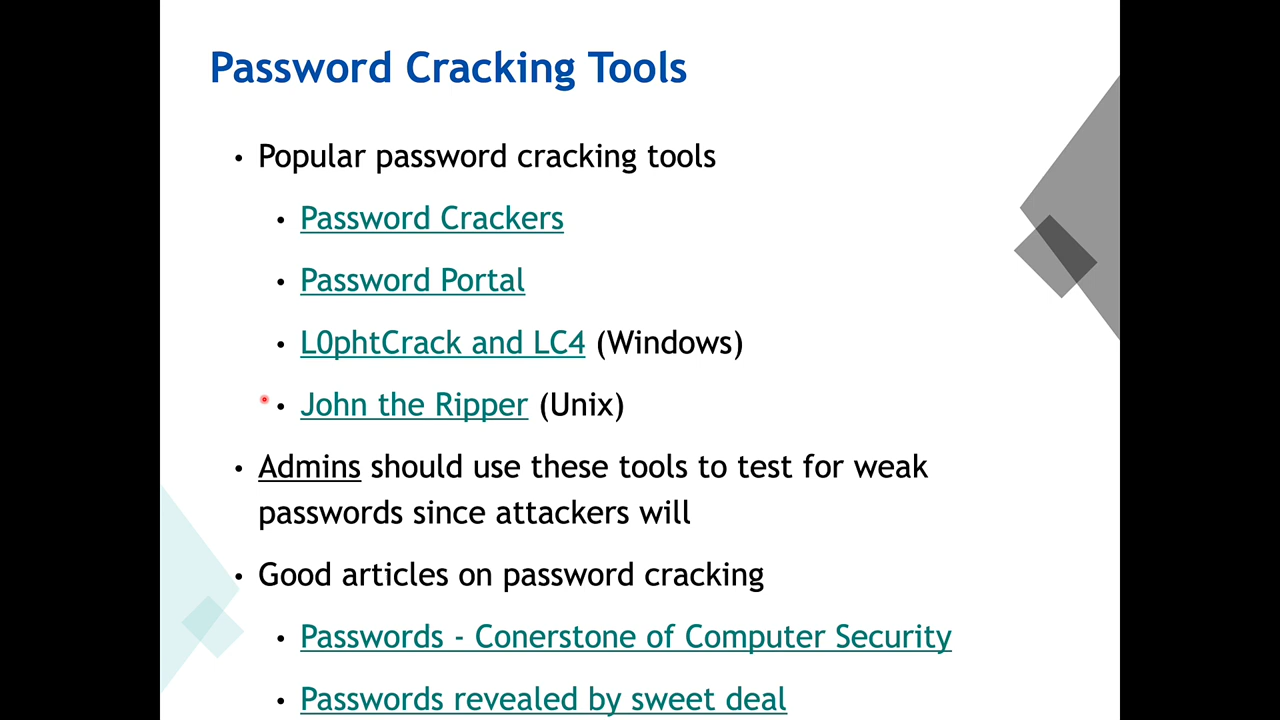 Password Cracking Tools
• Popular password cracking tools
• Password Crackers
• Password Portal
• L0phtCrack and LC4 (Windows)
• John the Ripper (Unix)
• Admins should use these tools to test for weak
passwords since attackers will
• Good articles on password cracking
• Passwords - Conerstone of Computer Security
• Passwords revealed by sweet deal